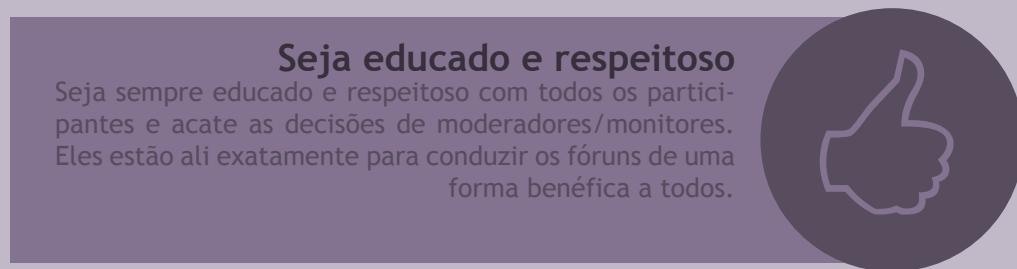 Seja educado e respeitoso
Seja sempre educado e respeitoso com todos os partici-
pantes e acate as decisões de moderadores/monitores.
Eles estão ali exatamente para conduzir os fóruns de uma
forma benéfica a todos.